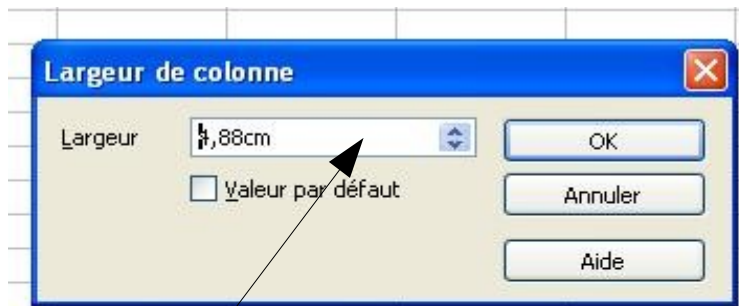 Largeur de colonne
Largeur
,88cm
OK
Valeur par défaut
Annuler
Aide